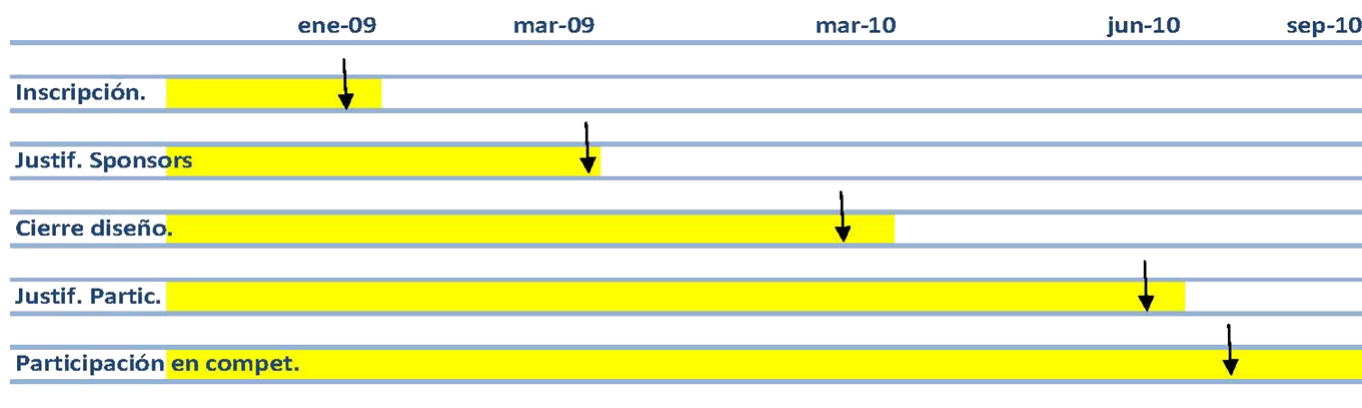 ene-09 mar-09 mar-10 jun-10 sep-10
Inscripción.
Justif. Sponsors
Cierre diseño.
Justif. Partic.
Participación en compet.